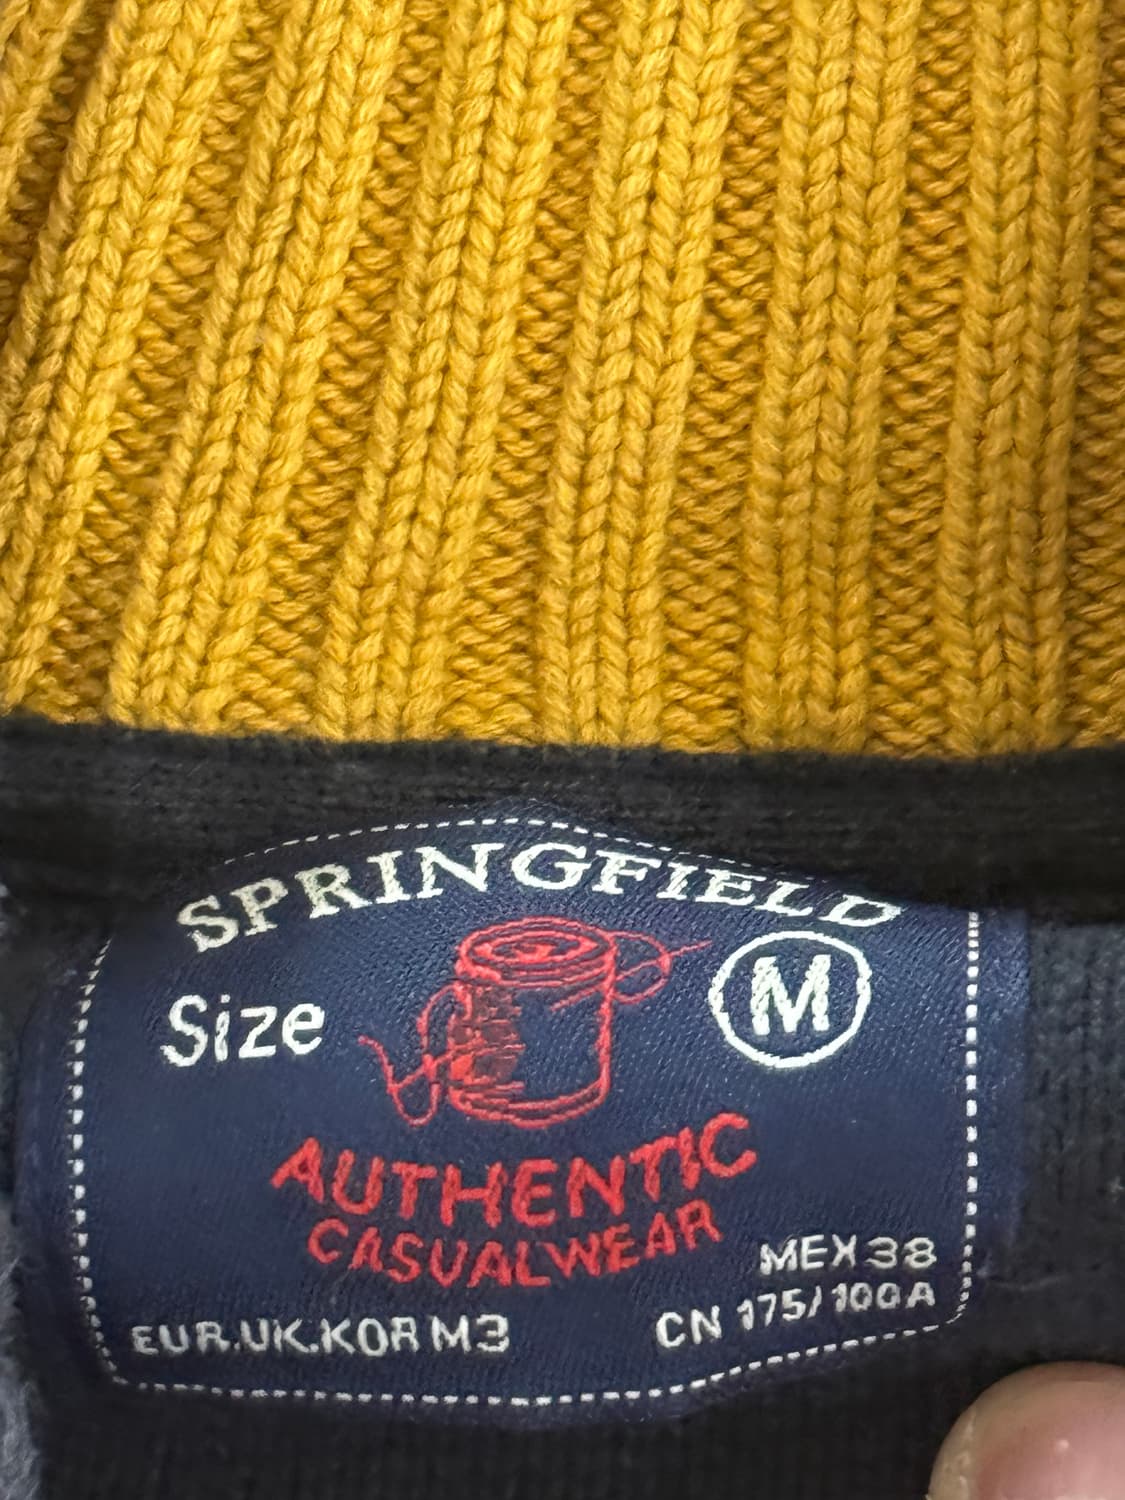 SPRINGFIELD
Size M
AUTHENTIC
CASUALWEAR
MEX 38
EUR.UK.KOR M3 CN 175/100A